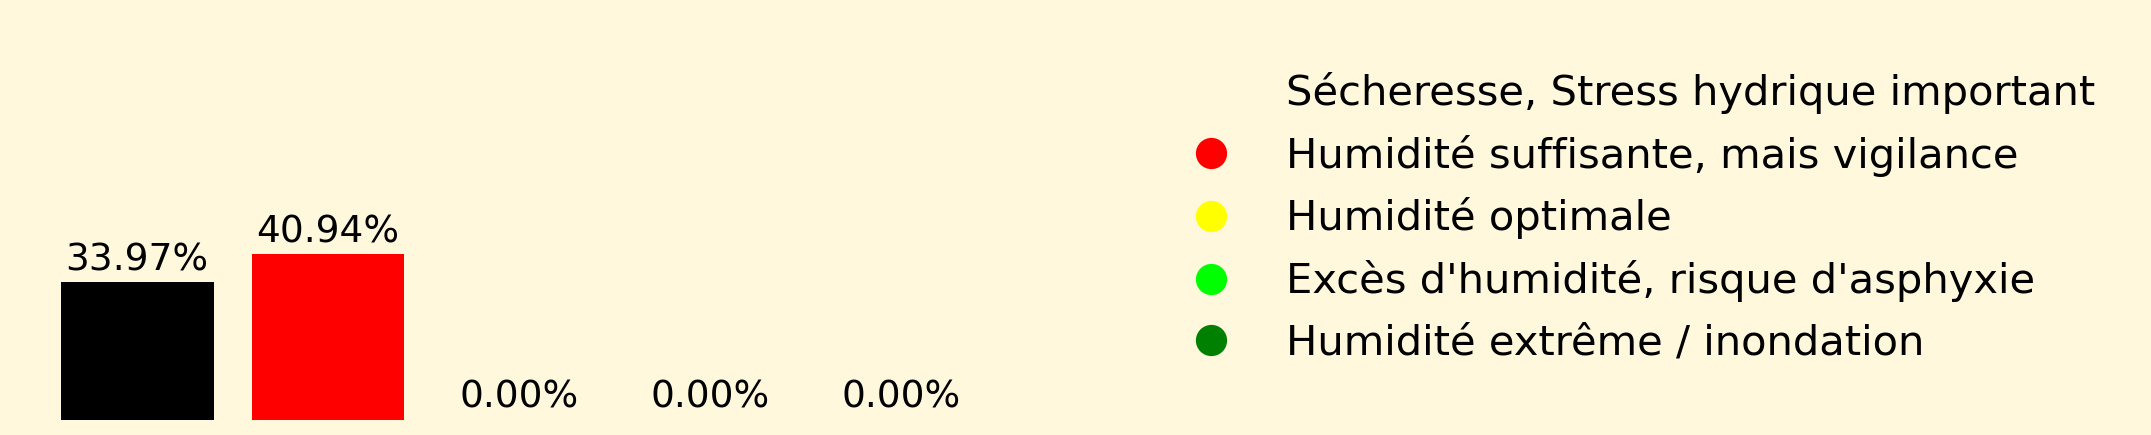 33.97%
40.94%
0.00%
0.00%
0.00%
Sécheresse, Stress hydrique important
Humidité suffisante, mais vigilance
Humidité optimale
Excès d'humidité, risque d'asphyxie
Humidité extrême / inondation